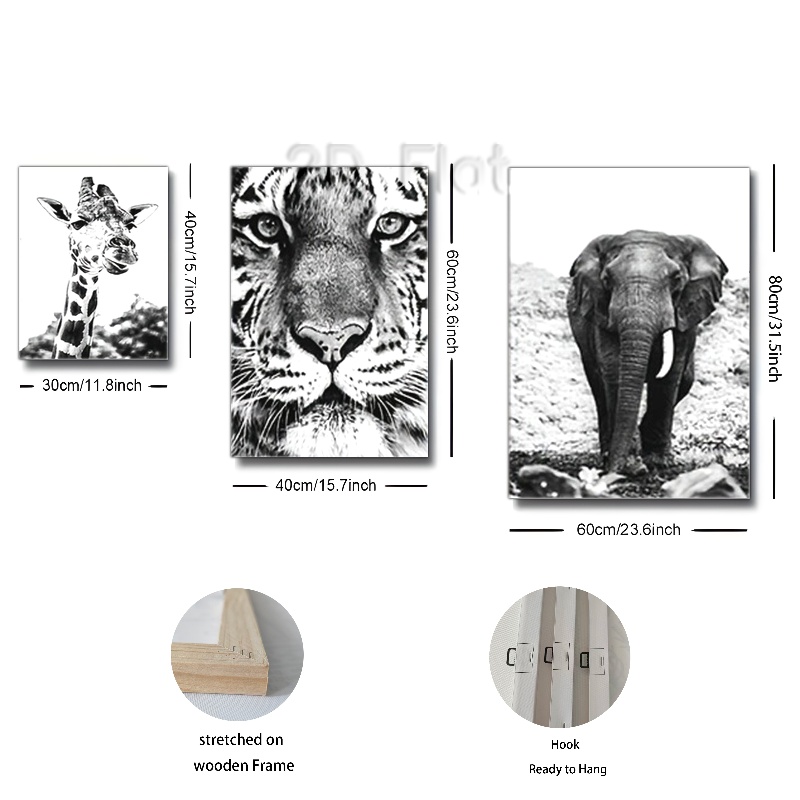 2D Flat
40cm/15.7inch
30cm/11.8inch
60cm/23.6inch
40cm/15.7inch
80cm/31.5inch
60cm/23.6inch
stretched on
wooden Frame
Hook
Ready to Hang